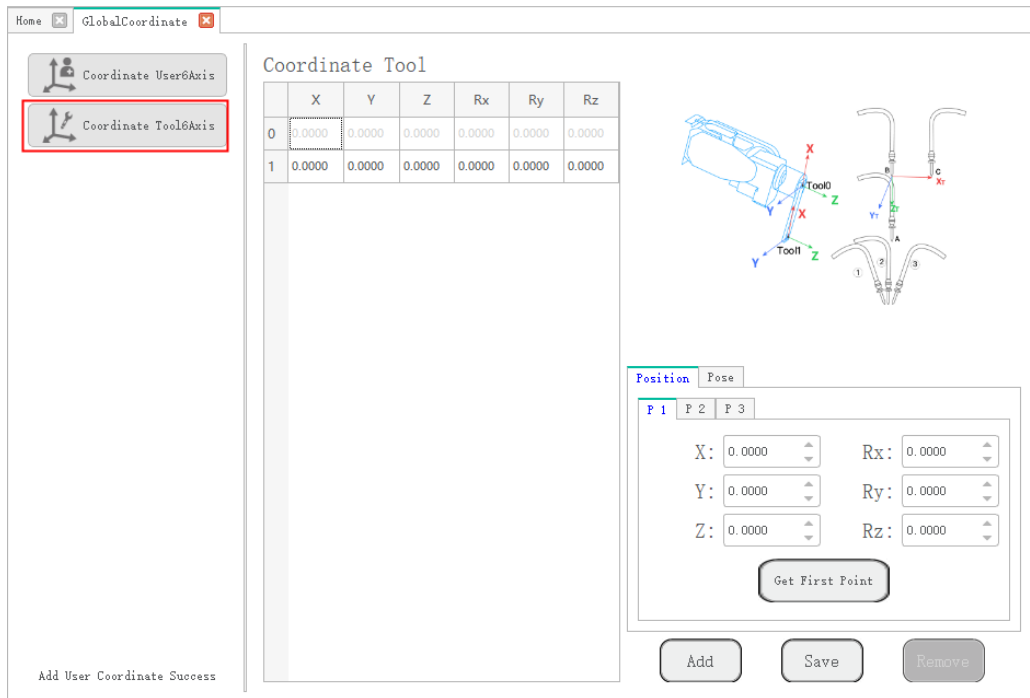 Home
GlobalCoordinate
Coordinate User6Axis
Coordinate Tool6Axis
Add User Coordinate Success
Coordinate Tool
X Y Z Rx Ry Rz
0 0.0000 0.0000 0.0000 0.0000 0.0000 0.0000
1 0.0000 0.0000 0.0000 0.0000 0.0000 0.0000
X
Tool0
Z
Y
X
Tool1
Z
Y
B
C
XT
YT
ZT
A
1
2
3
Position Pose
P 1 P 2 P 3
X: 0.0000 Rx: 0.0000
Y: 0.0000 Ry: 0.0000
Z: 0.0000 Rz: 0.0000
Get First Point
Add Save Remove